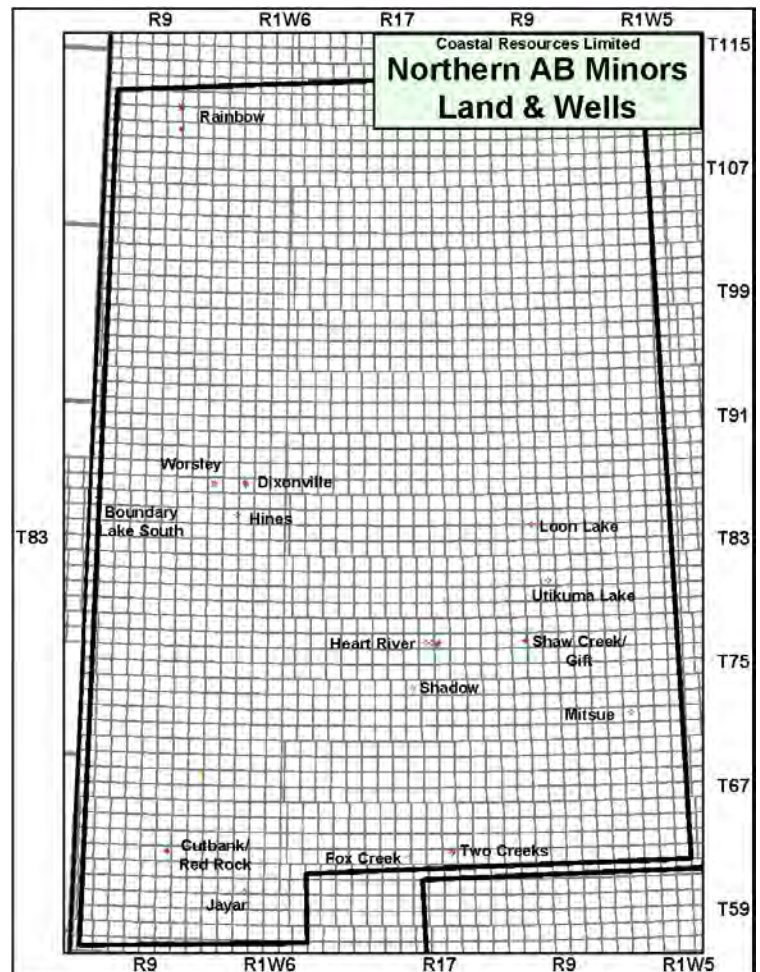 R9 R1W6 R17 R9 R1W5
Coastal Resources Limited
Northern AB Minors
Land & Wells
T115
Rainbow
T107
T99
T91
Worsley
Dixonville
Boundary
Lake South
Hines
Loon Lake
T83
T83
Utikuma Lake
Heart River
Shaw Creek/
Gift
T75
Shadow
Mitsue
T67
Cutbank/
Red Rock
Fox Creek
Two Creeks
Jayar
T59
R9 R1W6 R17 R9 R1W5